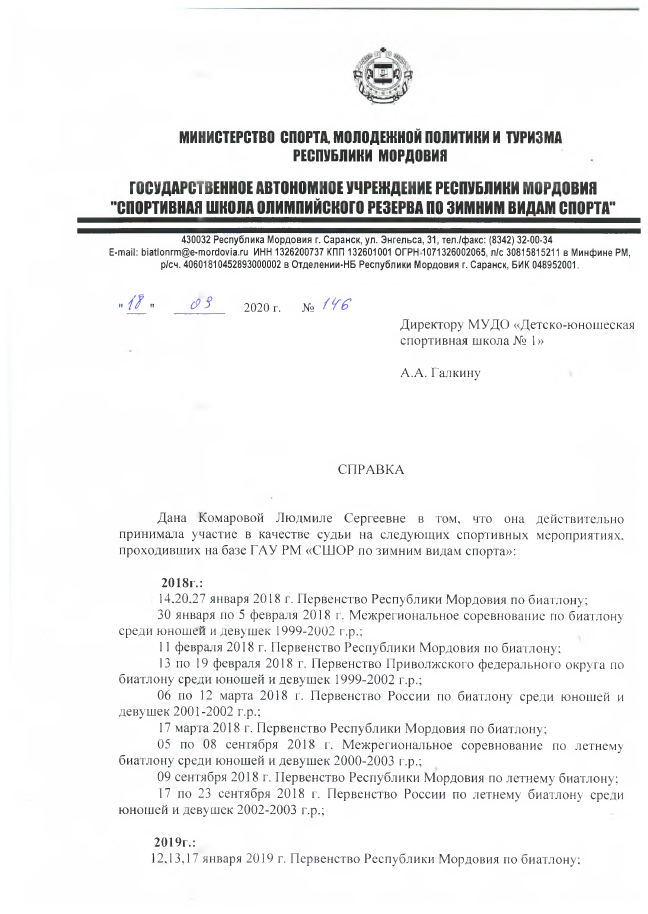 МИНИСТЕРСТВО СПОРТА, МОЛОДЕЖНОЙ ПОЛИТИКИ И ТУРИЗМА
РЕСПУБЛИКИ МОРДОВИЯ
ГОСУДАРСТВЕННОЕ АВТОНОМНОЕ УЧРЕЖДЕНИЕ РЕСПУБЛИКИ МОРДОВИЯ
"СПОРТИВНАЯ ШКОЛА ОЛИМПИЙСКОГО РЕЗЕРВА ПО ЗИМНИМ ВИДАМ СПОРТА"
430032 Республика Мордовия г. Саранск, ул. Энгельса, 31, тел./факс: (8342) 32-00-34
E-mail: biatlonrm@e-mordovia.ru ИНН 1326200737 КПП 132601001 ОГРН-1071326002065, л/с 30815815211 в Минфине РМ,
р/сч. 40601810452893000002 в Отделении-НБ Республики Мордовия г. Саранск, БИК 048952001.
"18" 09 2020 г. № 146
Директору МУДО «Детско-юношеская
спортивная школа № 1»
А.А. Галкину
СПРАВКА
Дана Комаровой Людмиле Сергеевне в том, что она действительно
принимала участие в качестве судьи на следующих спортивных мероприятиях,
проходивших на базе ГАУ РМ «СШОР по зимним видам спорта»:
2018г.:
14,20,27 января 2018 г. Первенство Республики Мордовия по биатлону;
30 января по 5 февраля 2018 г. Межрегиональное соревнование по биатлону
среди юношей и девушек 1999-2002 г.р.;
11 февраля 2018 г. Первенство Республики Мордовия по биатлону;
13 по 19 февраля 2018 г. Первенство Приволжского федерального округа по
биатлону среди юношей и девушек 1999-2002 г.р.;
06 по 12 марта 2018 г. Первенство России по биатлону среди юношей и
девушек 2001-2002 г.р.;
17 марта 2018 г. Первенство Республики Мордовия по биатлону;
05 по 08 сентября 2018 г. Межрегиональное соревнование по летнему
биатлону среди юношей и девушек 2000-2003 г.р.;
09 сентября 2018 г. Первенство Республики Мордовия по летнему биатлону;
17 по 23 сентября 2018 г. Первенство России по летнему биатлону среди
юношей и девушек 2002-2003 г.р.;
2019г.:
12,13,17 января 2019 г. Первенство Республики Мордовия по биатлону;